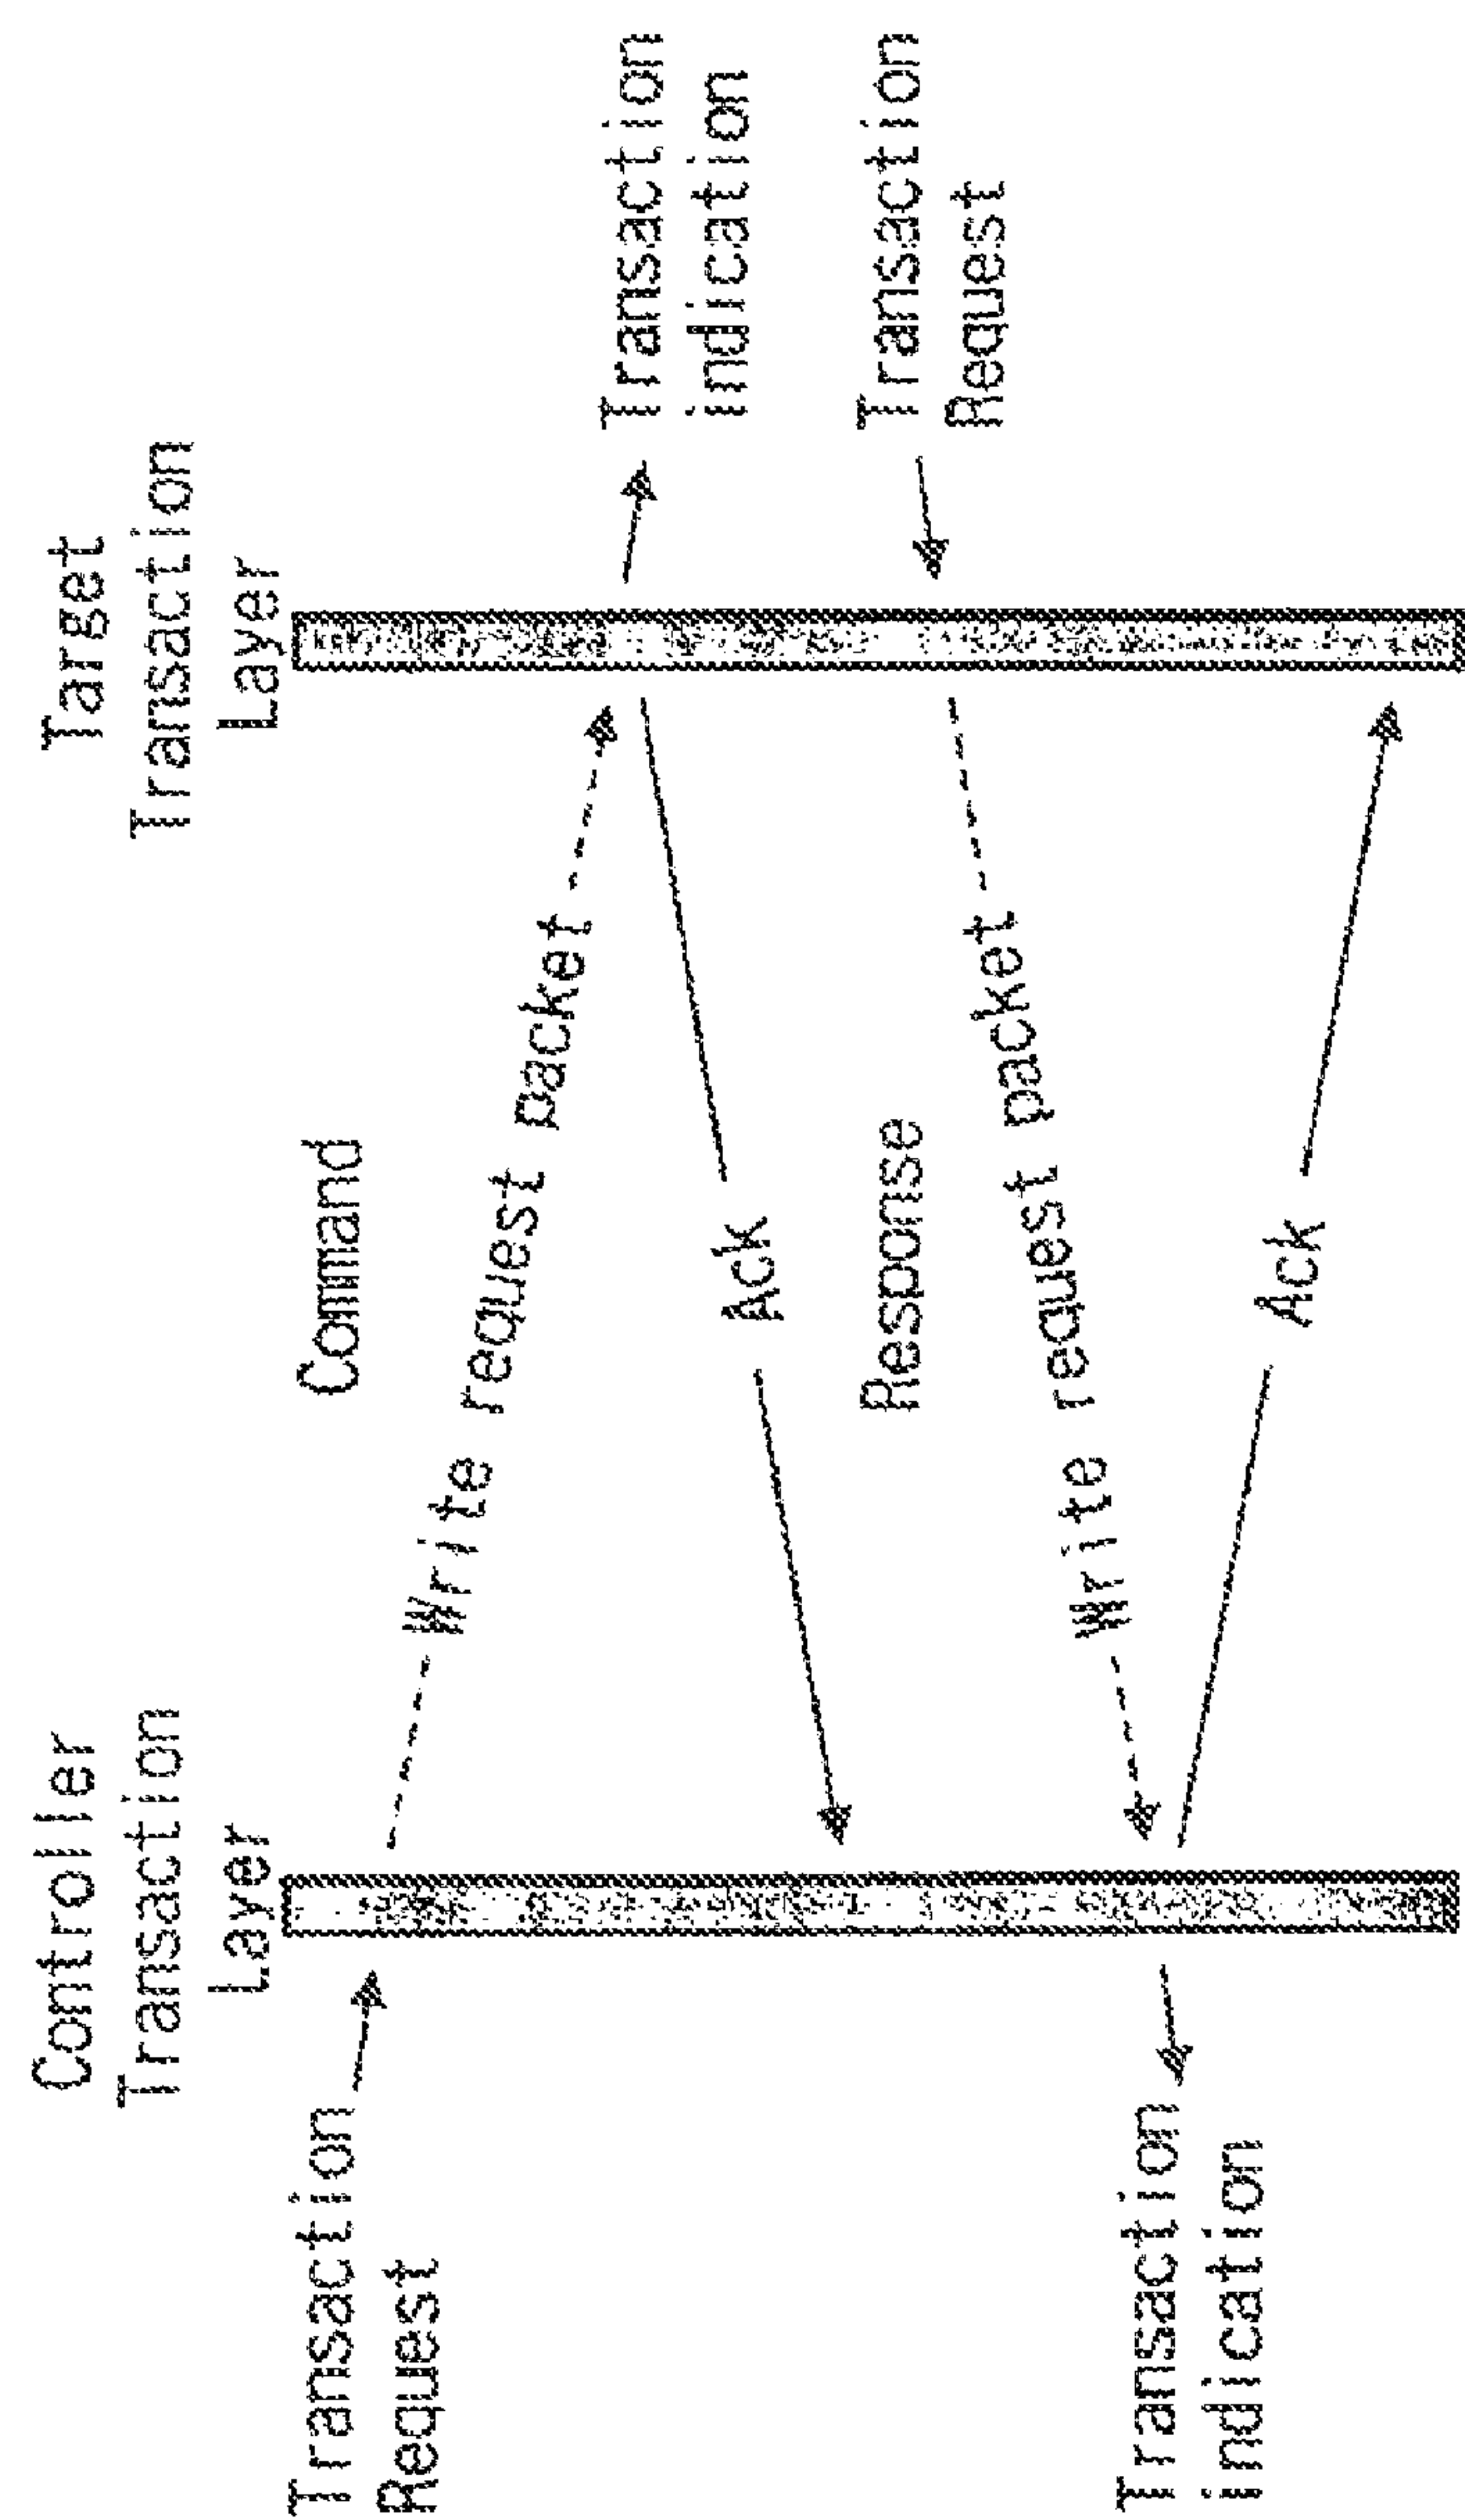 Controller
Transaction
Layer
Target
Transaction
Layer
Transaction
Request
Command
Write request packet
Transaction
indication
Ack
Response
Transaction
Request
Write request packet
Transaction
indication
Ack